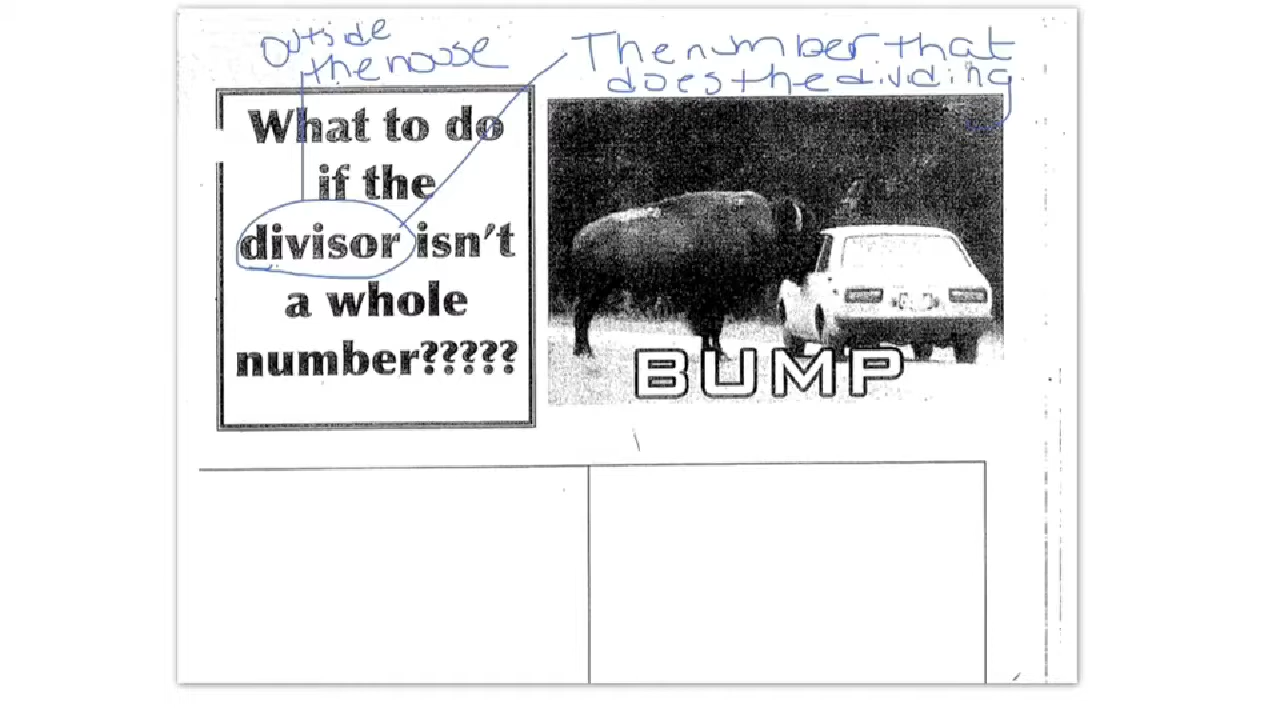 Outside
the house
The number that
does the dividing.
What to do
if the
divisor isn't
a whole
number?????
BUMP